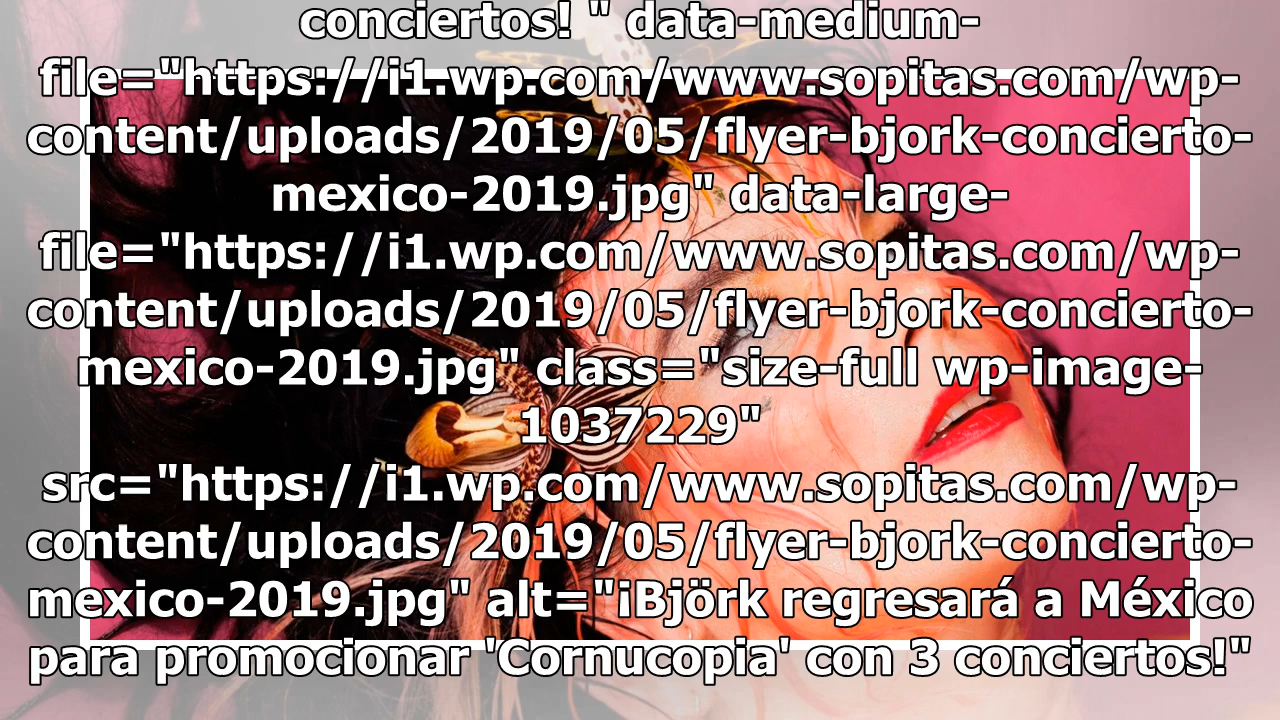 conciertos! " data-medium-
file="https://i1.wp.com/www.sopitas.com/wp-
content/uploads/2019/05/flyer-bjork-concierto-
mexico-2019.jpg" data-large-
file="https://i1.wp.com/www.sopitas.com/wp-
content/uploads/2019/05/flyer-bjork-concierto-
mexico-2019.jpg" class="size-full wp-image-
1037229"
src="https://i1.wp.com/www.sopitas.com/wp-
content/uploads/2019/05/flyer-bjork-concierto-
mexico-2019.jpg" alt="¡Björk regresará a México
para promocionar 'Cornucopia' con 3 conciertos!"